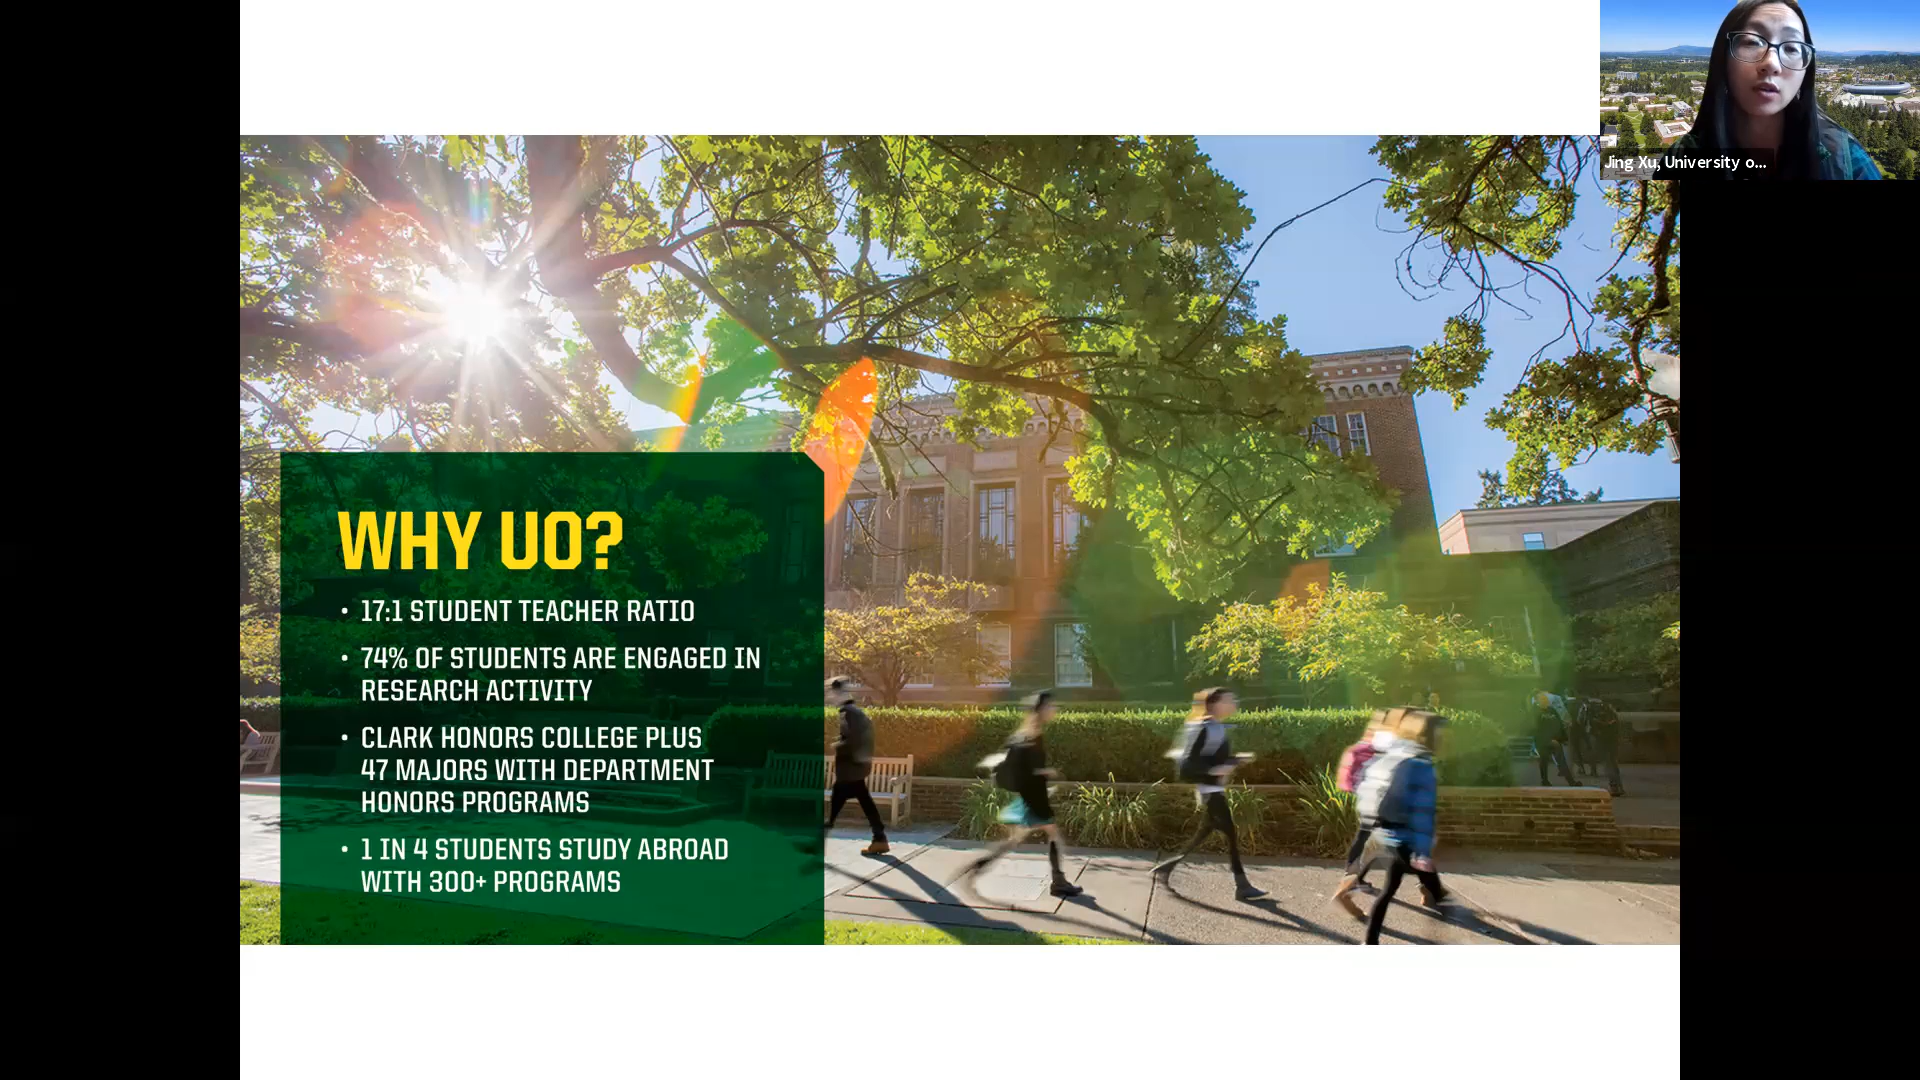 Jing Xu, University o...
WHY UO?
• 17:1 STUDENT TEACHER RATIO
• 74% OF STUDENTS ARE ENGAGED IN
RESEARCH ACTIVITY
• CLARK HONORS COLLEGE PLUS
47 MAJORS WITH DEPARTMENT
HONORS PROGRAMS
• 1 IN 4 STUDENTS STUDY ABROAD
WITH 300+ PROGRAMS